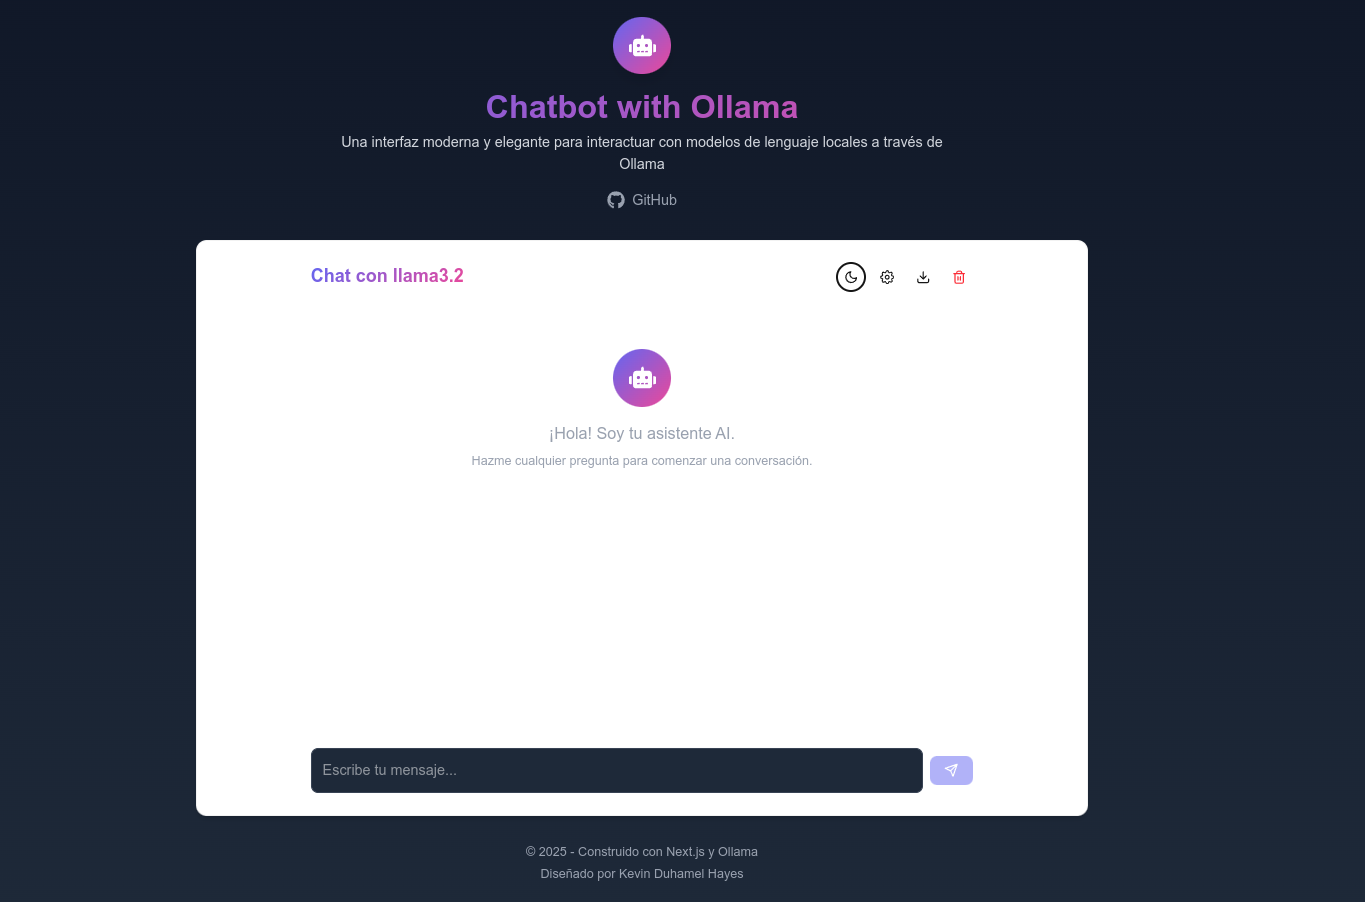 Chatbot with Ollama
Una interfaz moderna y elegante para interactuar con modelos de lenguaje locales a través de
Ollama
GitHub
Chat con llama3.2
¡Hola! Soy tu asistente AI.
Hazme cualquier pregunta para comenzar una conversación.
Escribe tu mensaje...
© 2025 - Construido con Next.js y Ollama
Diseñado por Kevin Duhamel Hayes